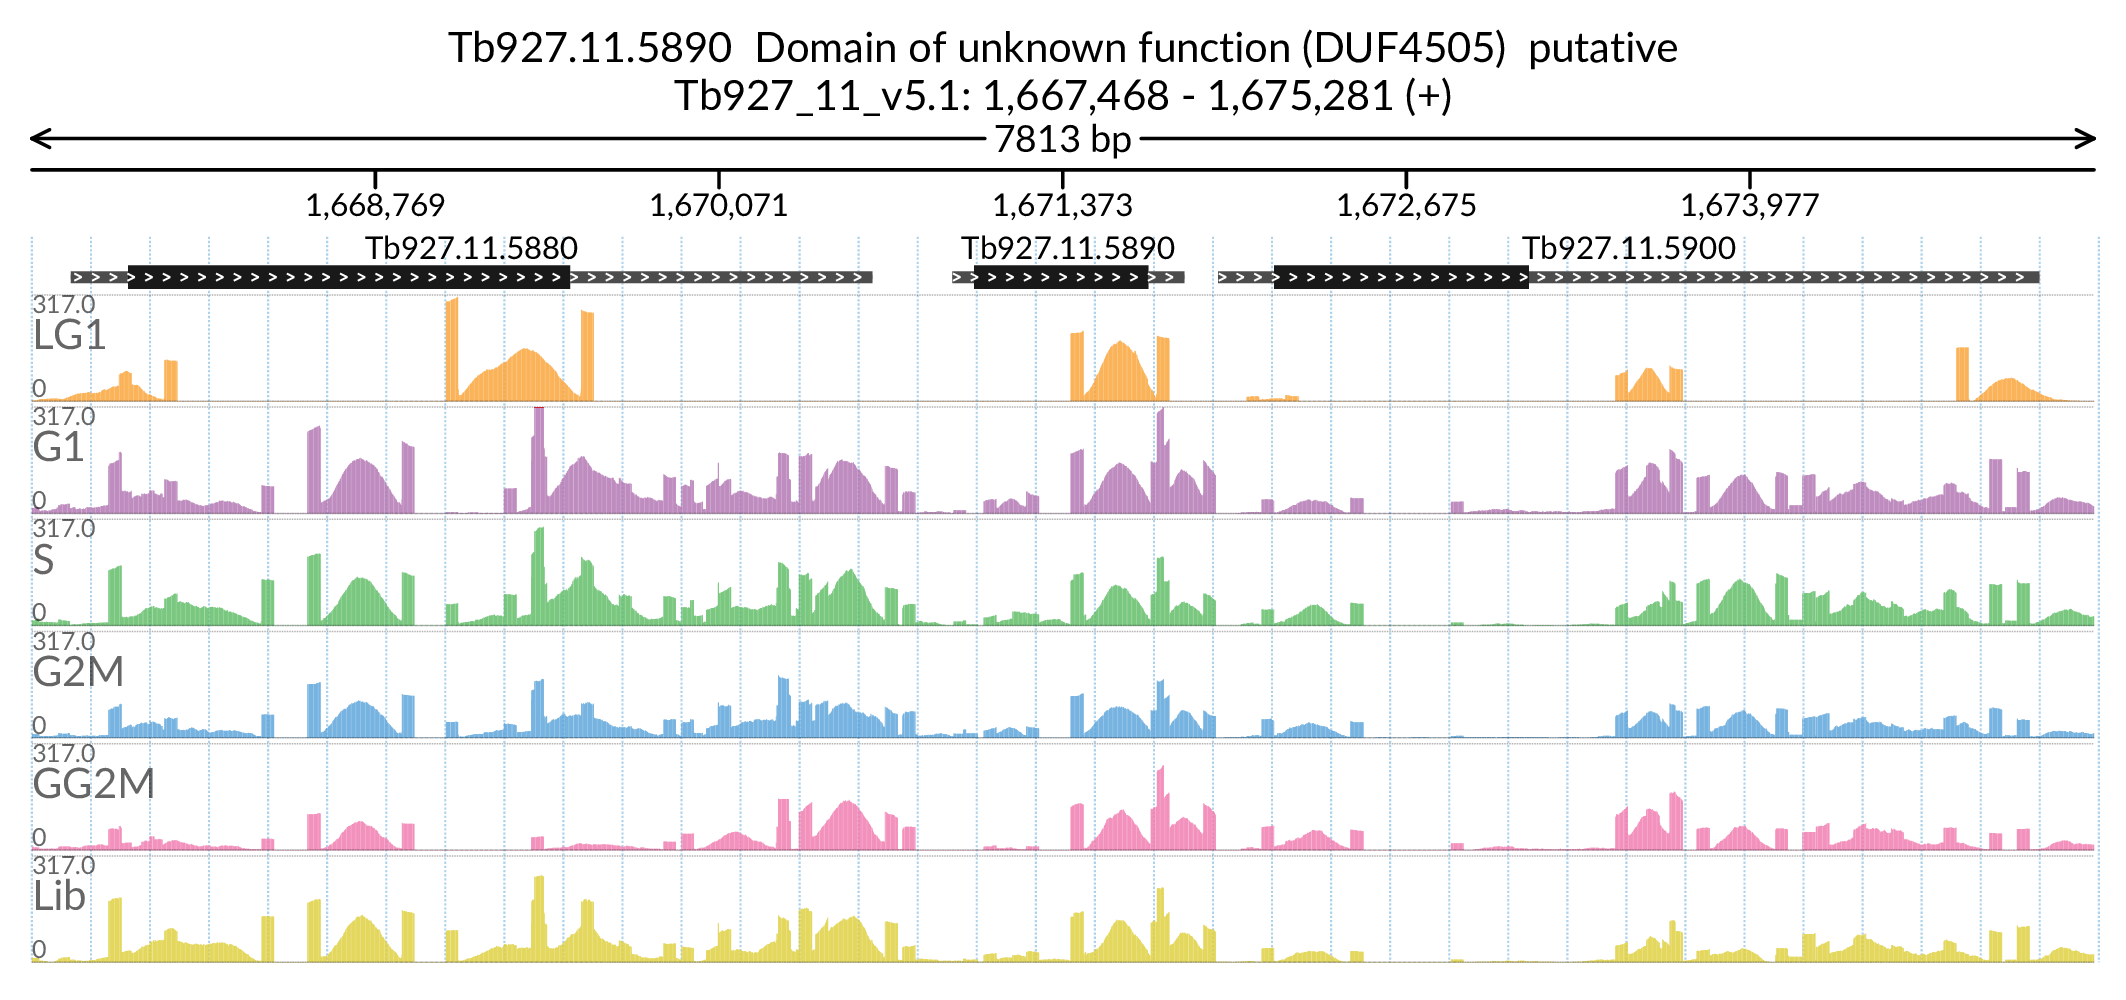 Tb927.11.5890 Domain of unknown function (DUF4505) putative
Tb927_11_v5.1: 1,667,468 - 1,675,281 (+)
7813 bp
1,668,769 1,670,071 1,671,373 1,672,675 1,673,977
Tb927.11.5880 Tb927.11.5890 Tb927.11.5900
317.0
LG1
0
317.0
G1
0
317.0
S
0
317.0
G2M
0
317.0
GG2M
0
317.0
Lib
0